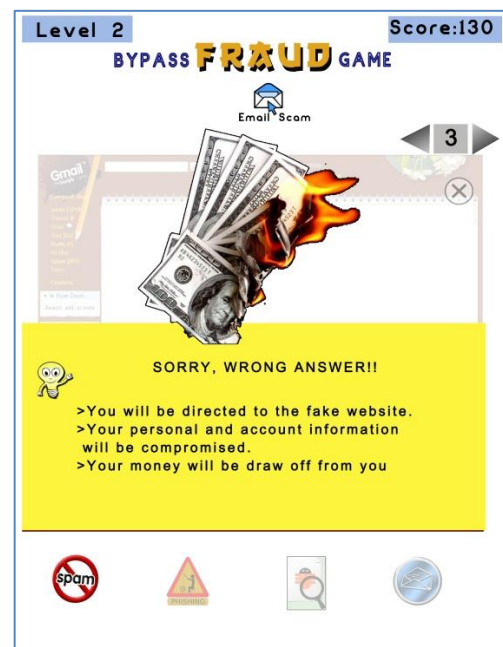 Level 2
Score:130
BYPASS FRAUD GAME
Email Scam
3
Gmail
SORRY, WRONG ANSWER!!
>You will be directed to the fake website.
>Your personal and account information
will be compromised.
>Your money will be draw off from you
spam
PHISHING